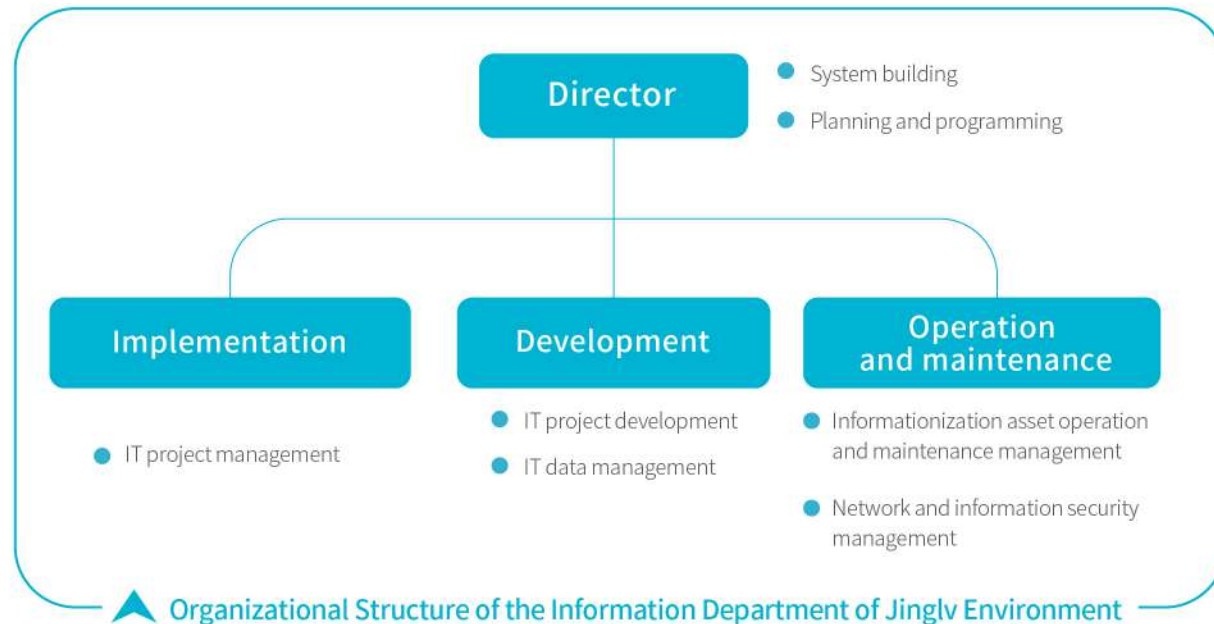 Director
System building
Planning and programming
Implementation
IT project management
Development
IT project development
IT data management
Operation
and maintenance
Informationization asset operation
and maintenance management
Network and information security
management
Organizational Structure of the Information Department of Jinglv Environment